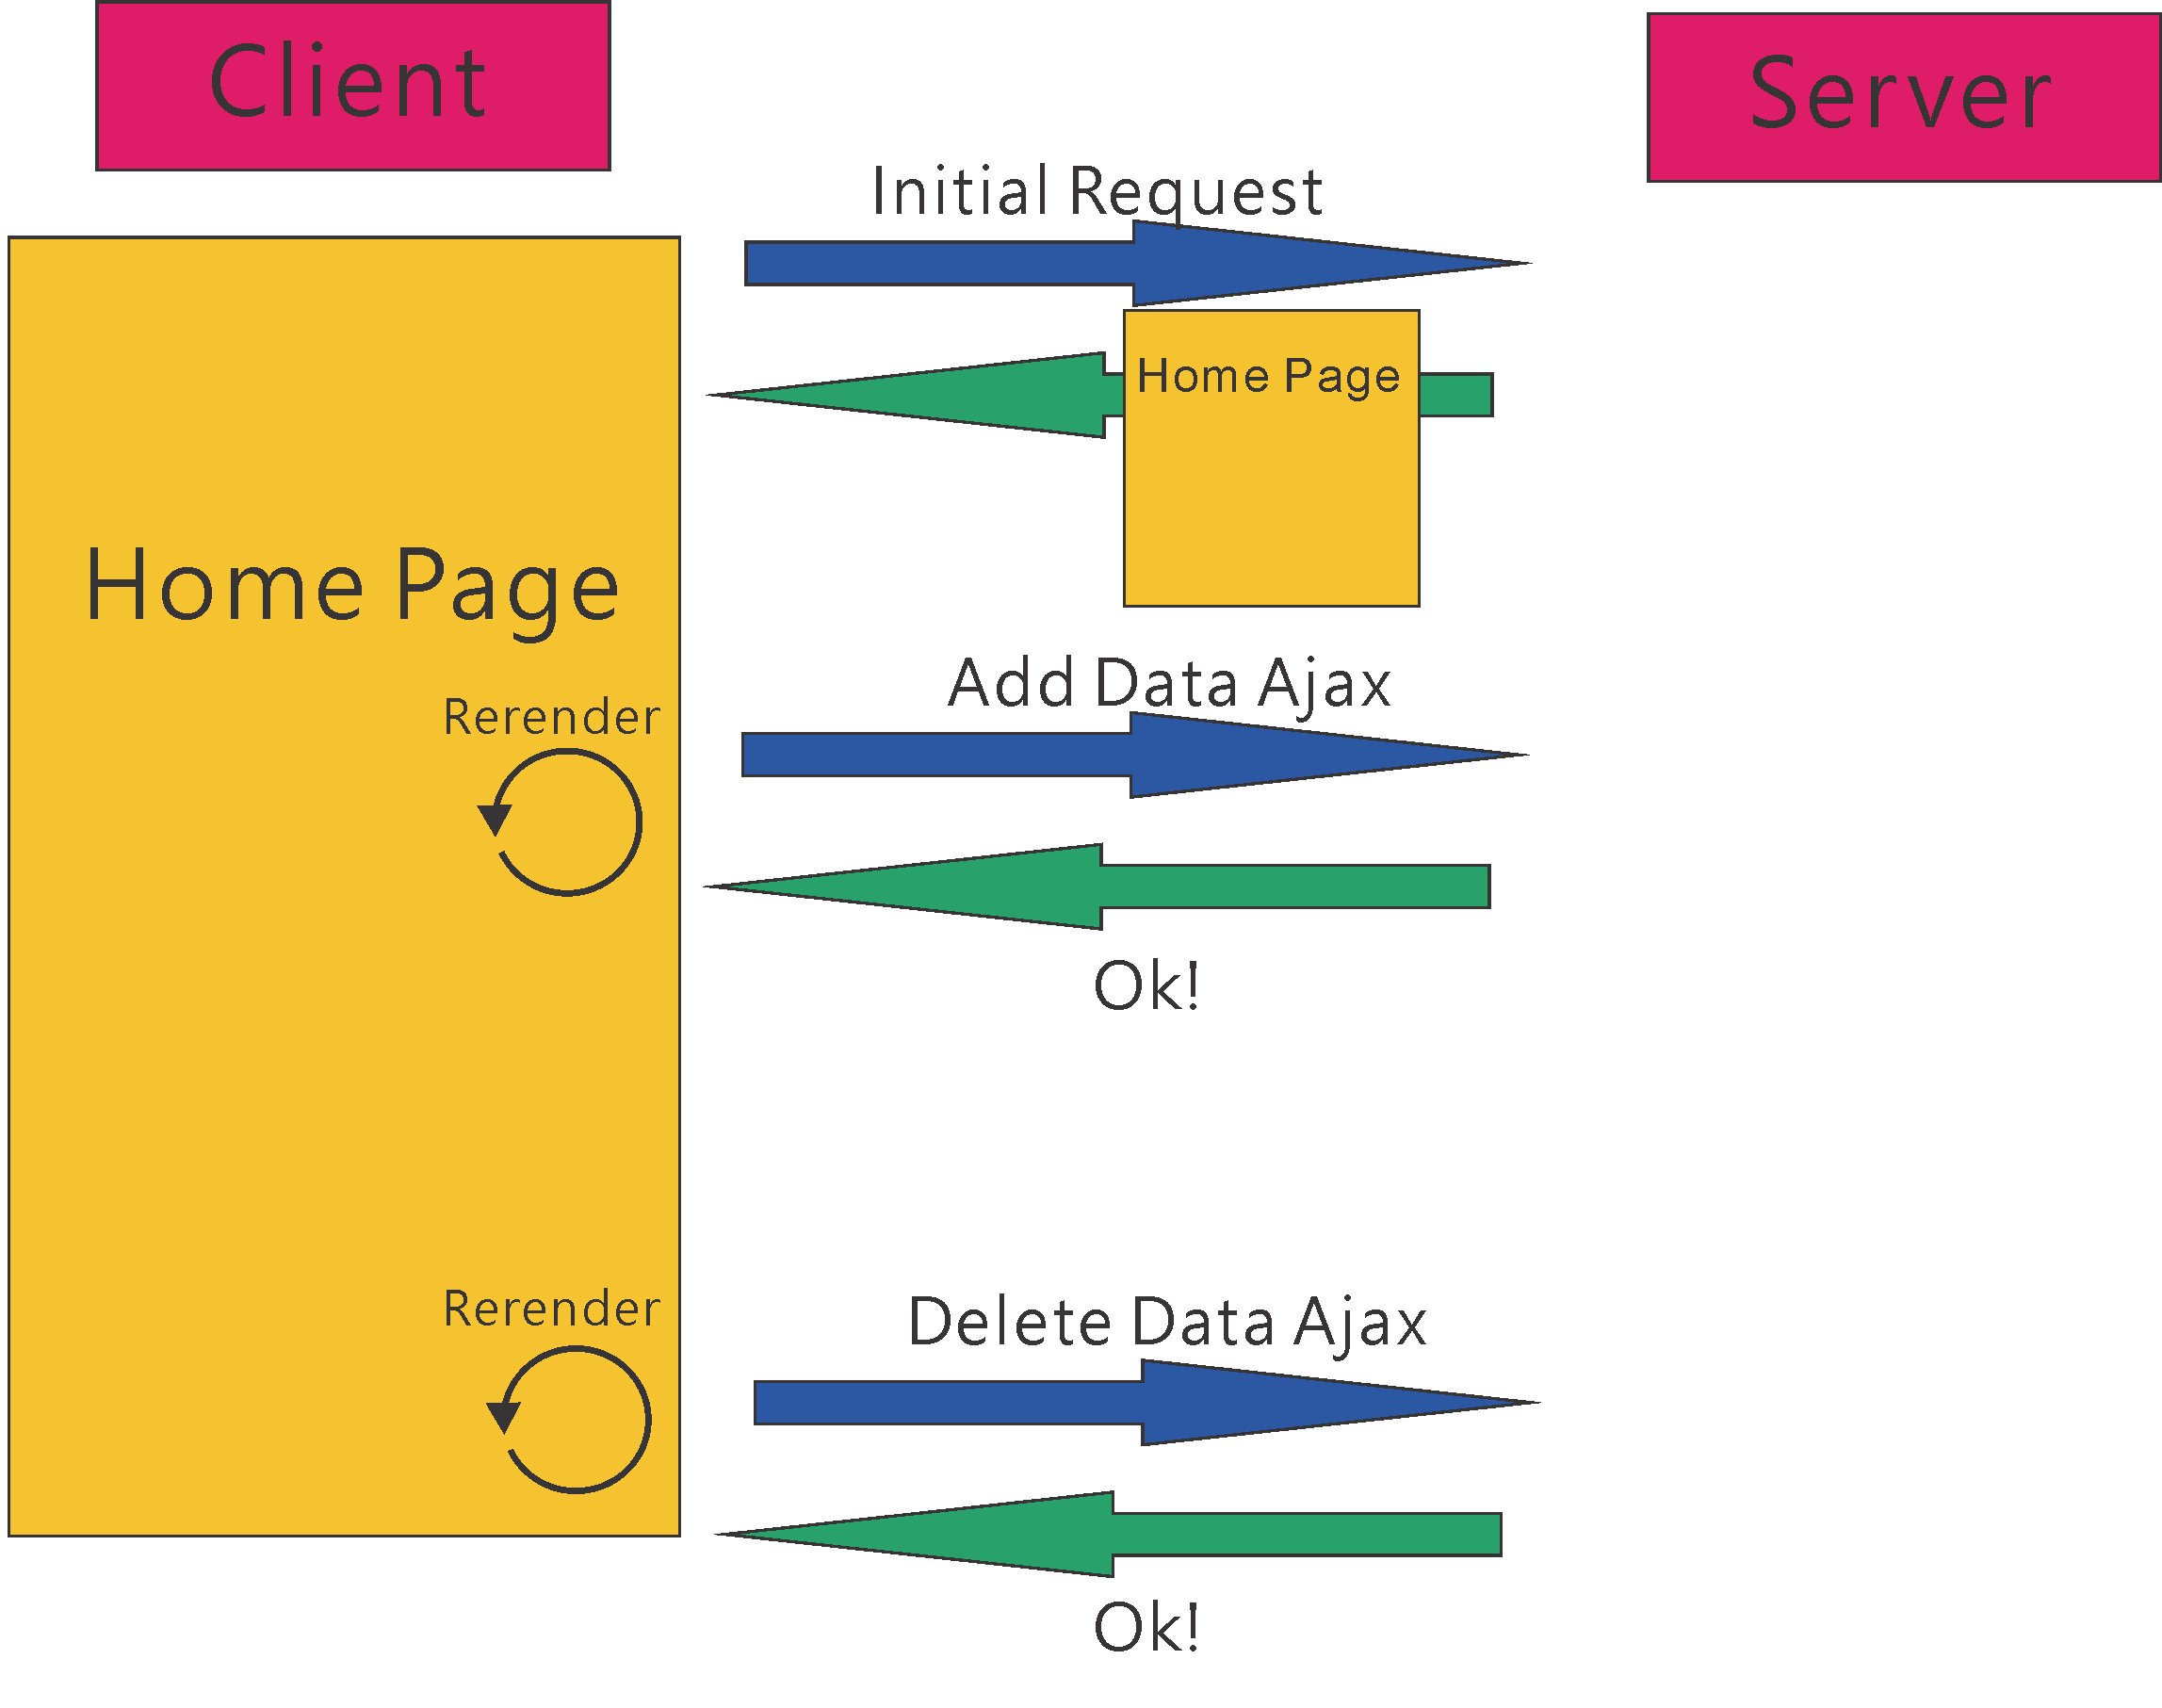 Client
Server
Initial Request
Home Page
Home Page
Add Data Ajax
Rerender
Ok!
Rerender
Delete Data Ajax
Ok!